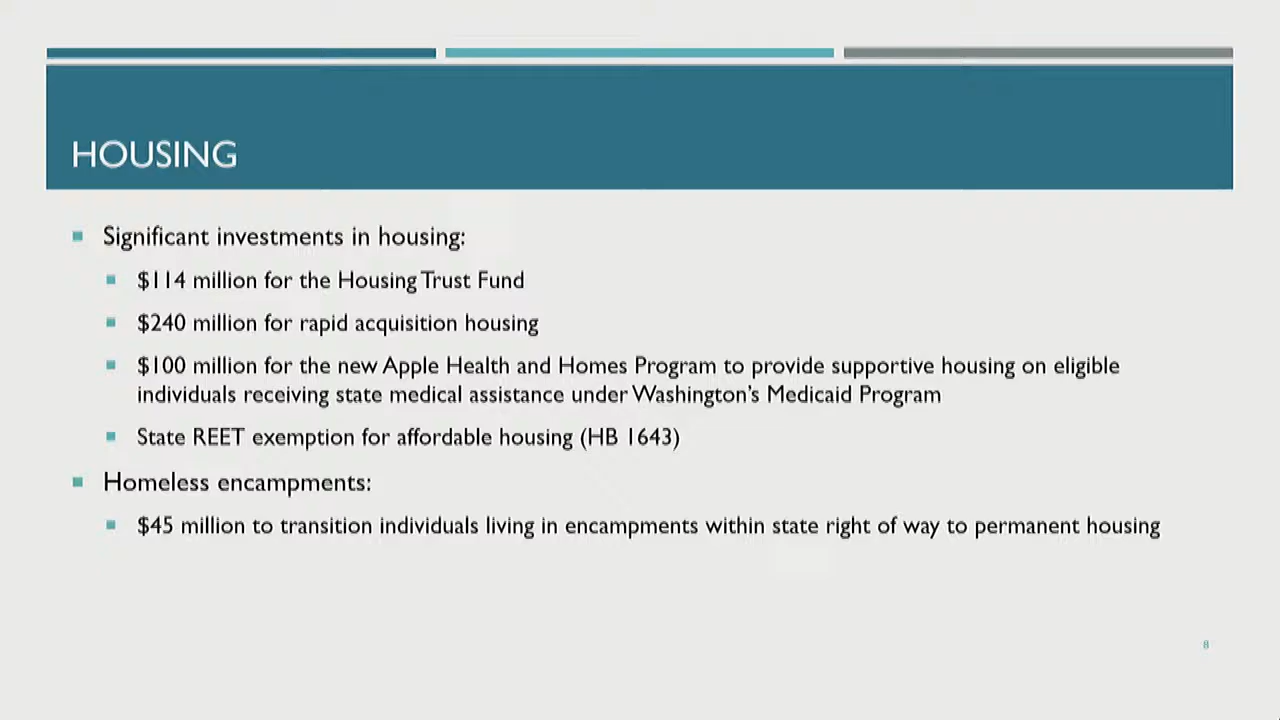 HOUSING
Significant investments in housing:
$114 million for the Housing Trust Fund
$240 million for rapid acquisition housing
$100 million for the new Apple Health and Homes Program to provide supportive housing on eligible
individuals receiving state medical assistance under Washington's Medicaid Program
State REET exemption for affordable housing (HB 1643)
Homeless encampments:
$45 million to transition individuals living in encampments within state right of way to permanent housing
8